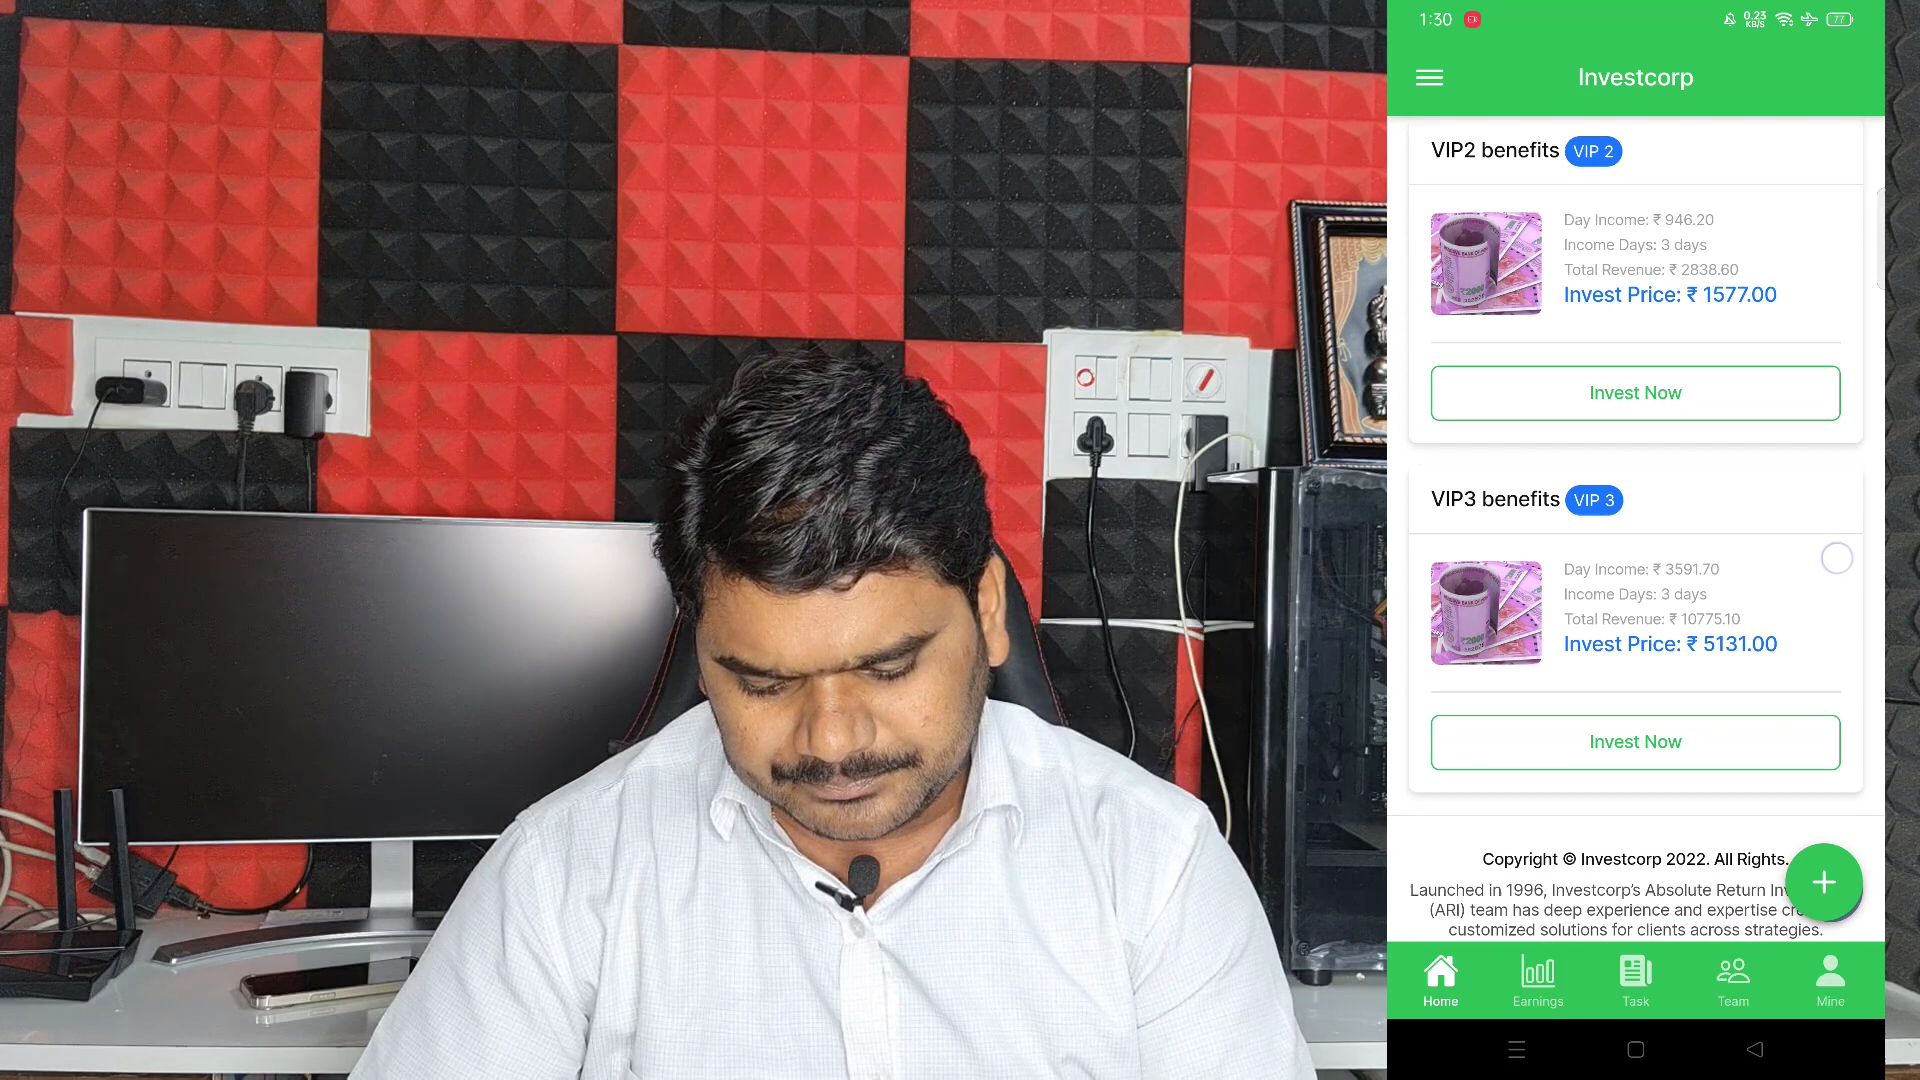 1:30
0.23
KB/S
77
Investcorp
VIP2 benefits VIP 2
Day Income: ₹ 946.20
Income Days: 3 days
Total Revenue: ₹ 2838.60
Invest Price: ₹ 1577.00
Invest Now
VIP3 benefits VIP 3
Day Income: ₹ 3591.70
Income Days: 3 days
Total Revenue: ₹ 10775.10
Invest Price: ₹ 5131.00
Invest Now
Copyright © Investcorp 2022. All Rights.
Launched in 1996, Investcorp's Absolute Return
(ARI) team has deep experience and expertise
customized solutions for clients across strategies.
Home
Earnings
Task
Team
Mine